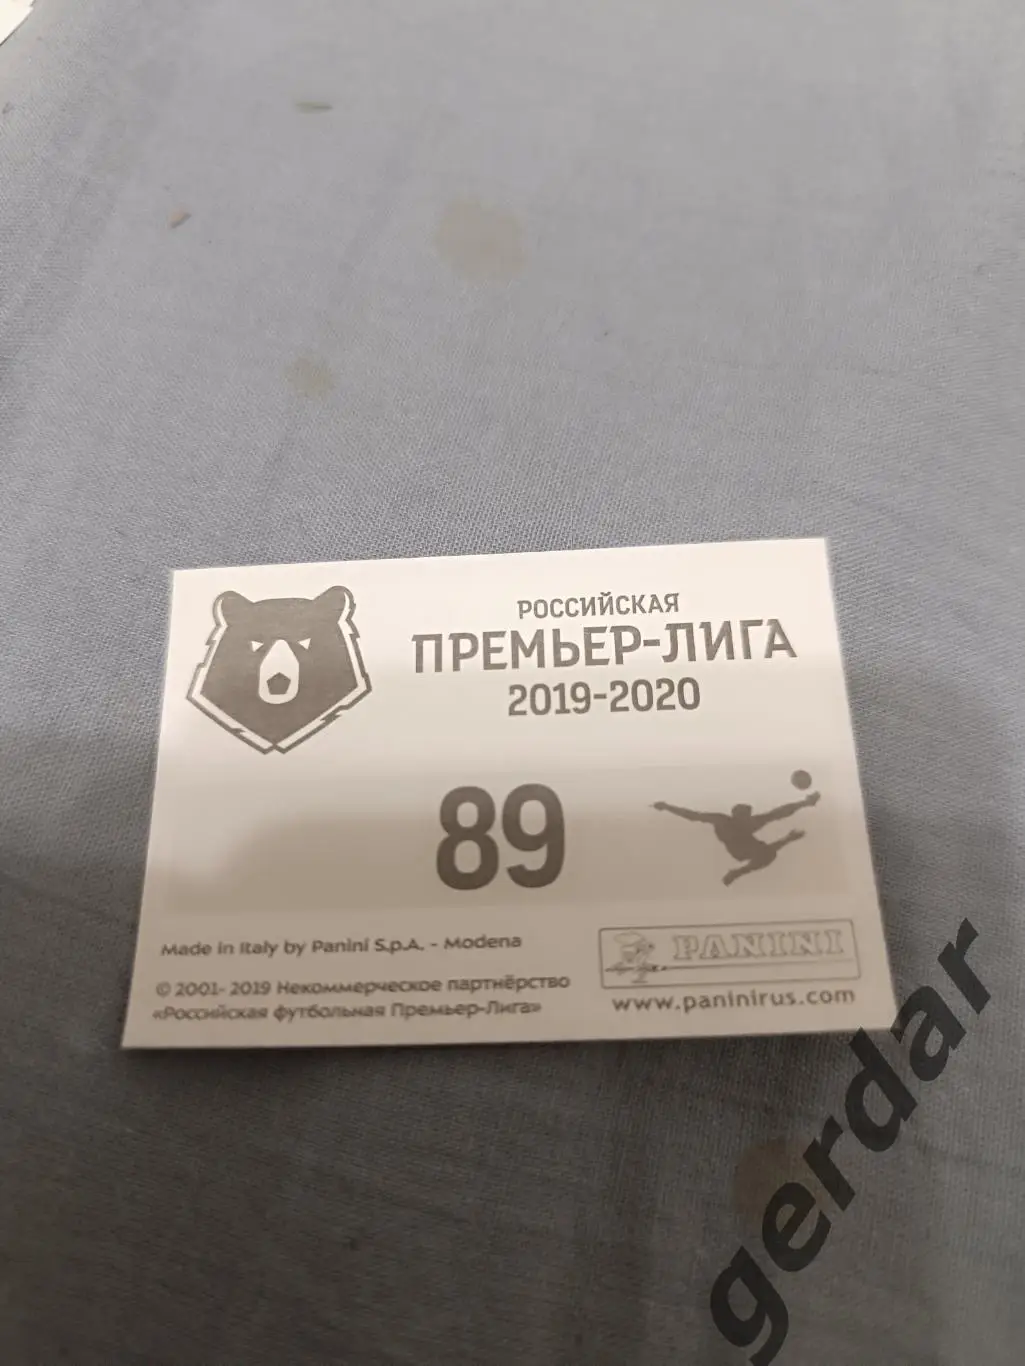 РОССИЙСКАЯ
ПРЕМЬЕР-ЛИГА
2019-2020
89
Made in Italy by Panini S.p.A. - Modena
PANINI
© 2001- 2019 Некоммерческое партнёрство
«Российская футбольная Премьер-Лига»
www.paninirus.com
gerdar